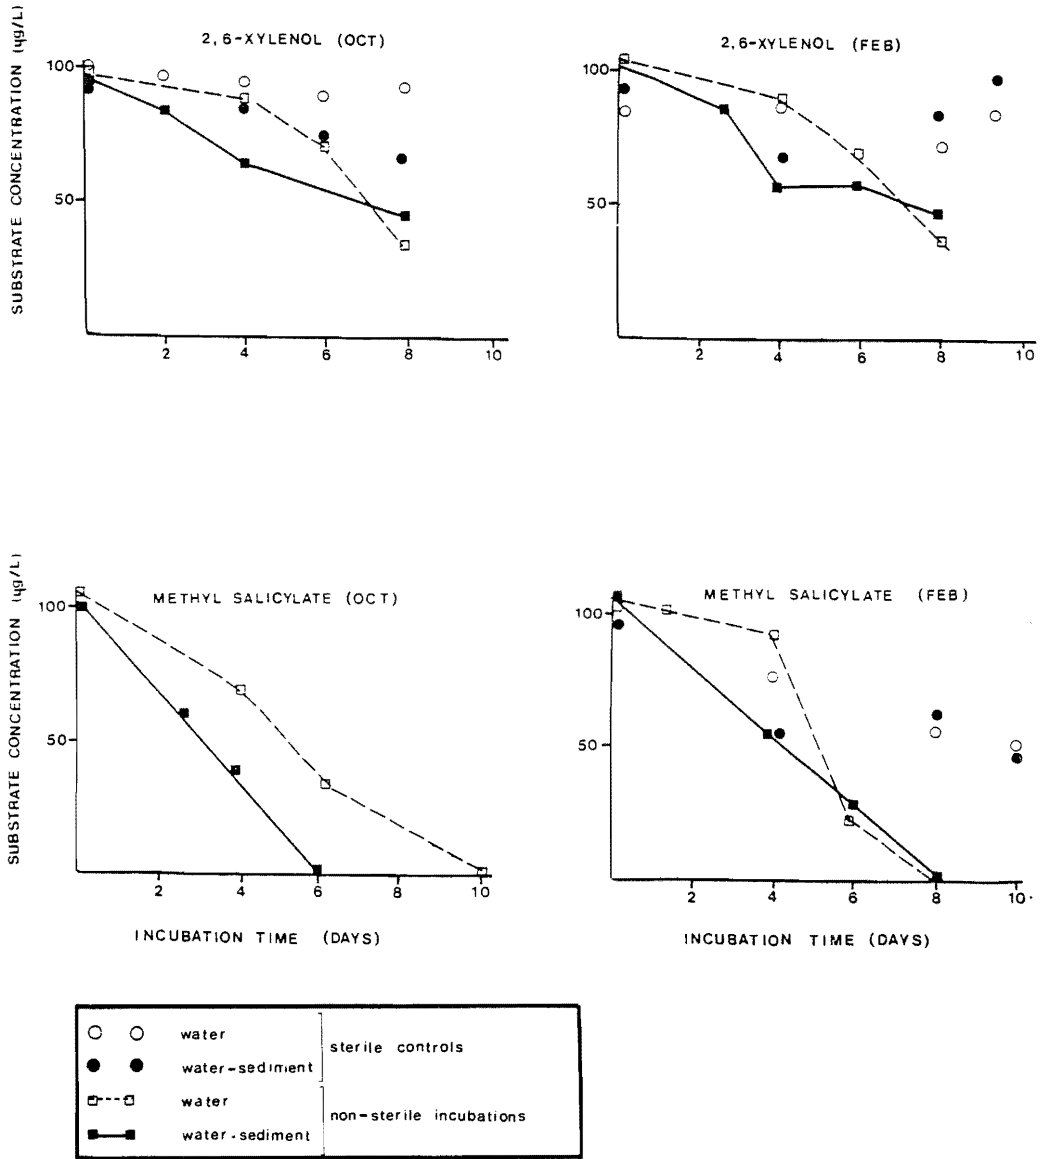 2,6-XYLENOL (OCT)
SUBSTRATE CONCENTRATION (ųg/L)
100
50
2 4 6 8 10
2,6-XYLENOL (FEB)
100
50
2 4 6 8 10
METHYL SALICYLATE (OCT)
SUBSTRATE CONCENTRATION (ųg/L)
100
50
2 4 6 8 10
INCUBATION TIME (DAYS)
METHYL SALICYLATE (FEB)
100
50
2 4 6 8 10
INCUBATION TIME (DAYS)
water
water-sediment
sterile controls
water
water-sediment
non-sterile incubations